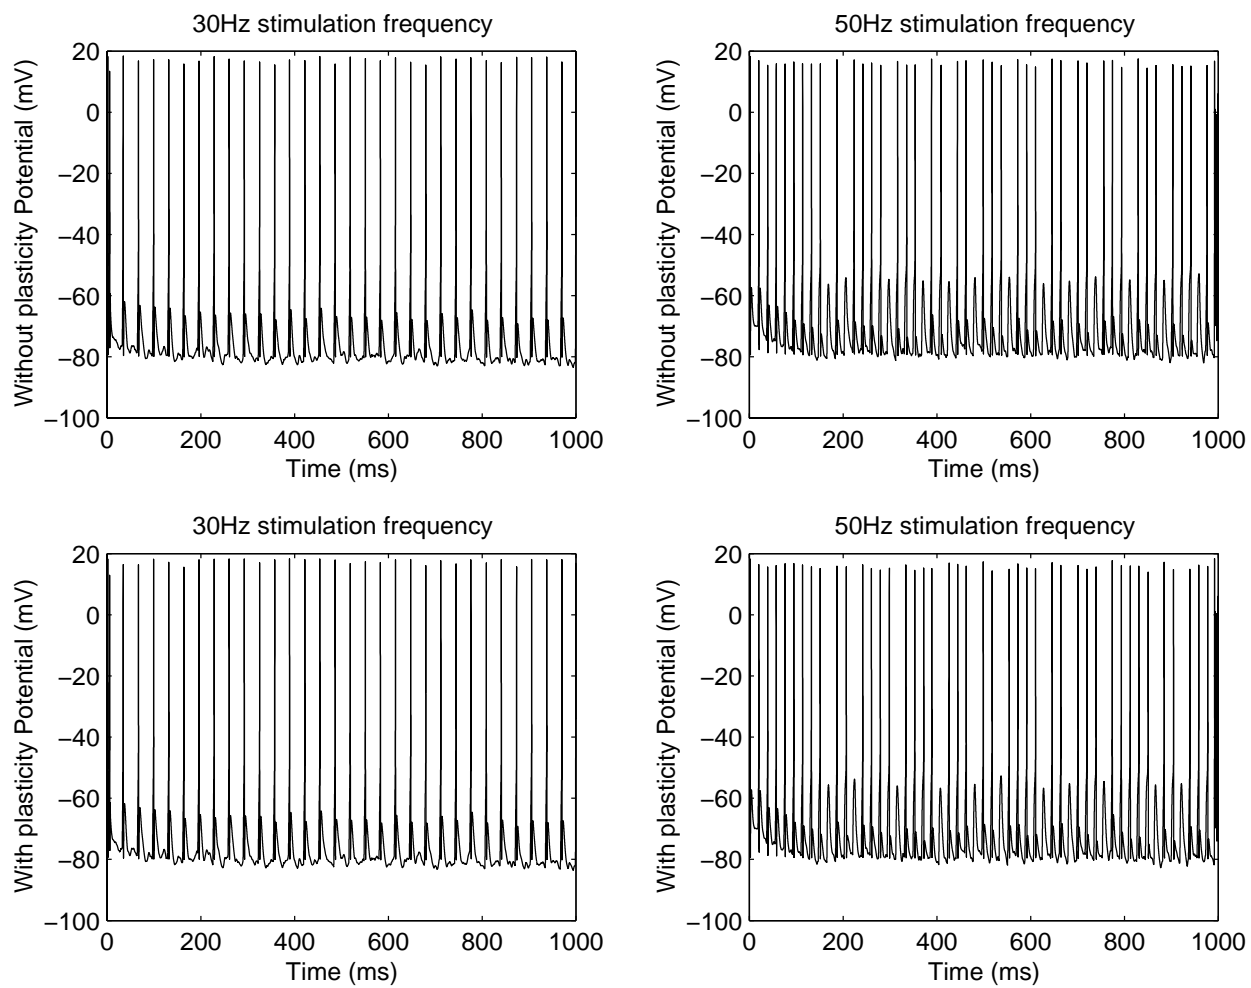 30Hz stimulation frequency
Without plasticity Potential (mV)
20
0
−20
−40
−60
−80
−100
0 200 400 600 800 1000
Time (ms)
50Hz stimulation frequency
Without plasticity Potential (mV)
20
0
−20
−40
−60
−80
−100
0 200 400 600 800 1000
Time (ms)
30Hz stimulation frequency
With plasticity Potential (mV)
20
0
−20
−40
−60
−80
−100
0 200 400 600 800 1000
Time (ms)
50Hz stimulation frequency
With plasticity Potential (mV)
20
0
−20
−40
−60
−80
−100
0 200 400 600 800 1000
Time (ms)